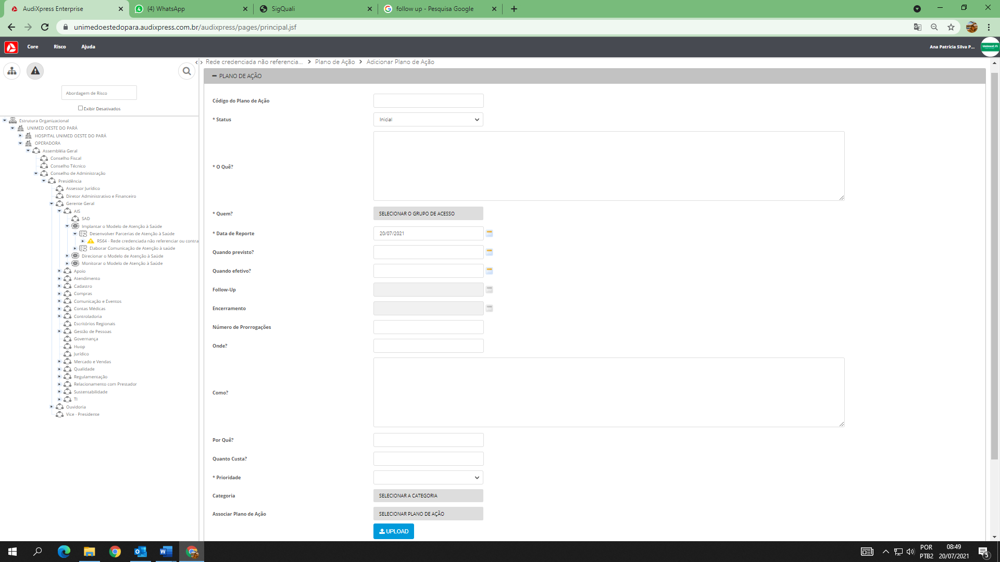 AudiXpress Enterprise
(4) WhatsApp
SigQuali
follow up - Pesquisa Google
unimedoestedopara.audixpress.com.br/audixpress/pages/principal.jsf
Core Risco Ajuda
Ana Patrícia Silva P...
Rede credenciada não referencia... > Plano de Ação > Adicionar Plano de Ação
Abordagem de Risco
Exibir Desativados
Estrutura Organizacional
UNIMED OESTE DO PARÁ
HOSPITAL UNIMED OESTE DO PARÁ
OPERADORA
Assembléia Geral
Conselho Fiscal
Conselho Técnico
Conselho de Administração
Presidência
Assessor Jurídico
Diretor Administrativo e Financeiro
Gerente Geral
AIS
SAD
Implantar o Modelo de Atenção à Saúde
Desenvolver Parcerias de Atenção à Saúde
RS64 - Rede credenciada não referenciar ou contra
Elaborar Comunicação de Atenção à saúde
Direcionar o Modelo de Atenção à Saúde
Monitorar o Modelo de Atenção à Saúde
Apoio
Atendimento
Cadastro
Compras
Comunicação e Eventos
Contas Médicas
Controladoria
Escritórios Regionais
Gestão de Pessoas
Governança
Huop
Jurídico
Mercado e Vendas
Qualidade
Regulamentação
Relacionamento com Prestador
Sustentabilidade
TI
Ouvidoria
Vice - Presidente
PLANO DE AÇÃO
Código do Plano de Ação
* Status Inicial
* O Quê?
* Quem? SELECIONAR O GRUPO DE ACESSO
* Data de Reporte 20/07/2021
Quando previsto?
Quando efetivo?
Follow-Up
Encerramento
Número de Prorrogações
Onde?
Como?
Por Quê?
Quanto Custa?
* Prioridade
Categoria SELECIONAR A CATEGORIA
Associar Plano de Ação SELECIONAR PLANO DE AÇÃO
UPLOAD
POR
PTB2
08:49
20/07/2021
5